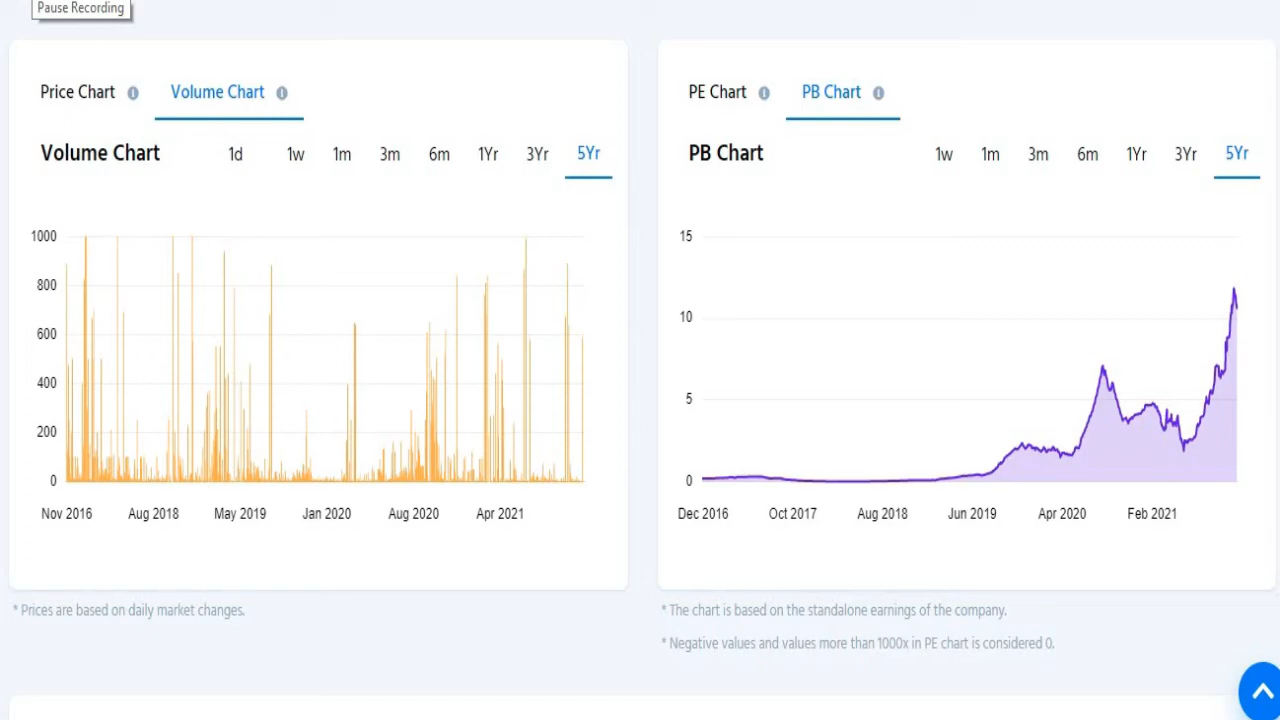 Pause Recording
Price Chart Volume Chart
Volume Chart 1d 1w 1m 3m 6m 1Yr 3Yr 5Yr
1000
800
600
400
200
0
Nov 2016 Aug 2018 May 2019 Jan 2020 Aug 2020 Apr 2021
* Prices are based on daily market changes.
PE Chart PB Chart
PB Chart 1w 1m 3m 6m 1Yr 3Yr 5Yr
15
10
5
0
Dec 2016 Oct 2017 Aug 2018 Jun 2019 Apr 2020 Feb 2021
* The chart is based on the standalone earnings of the company.
* Negative values and values more than 1000x in PE chart is considered 0.